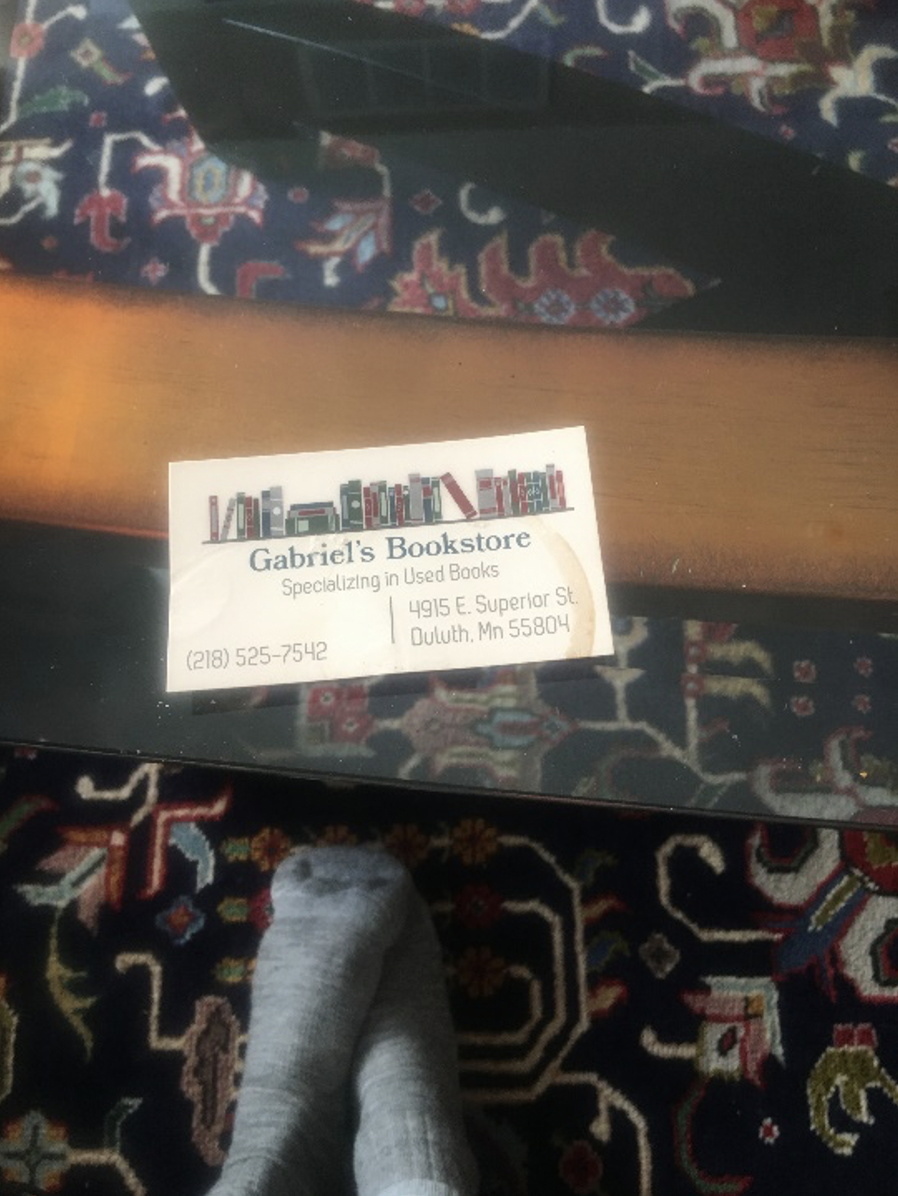 Gabriel's Bookstore
Specializing in Used Books
(218) 525-7542
4915 E. Superior St.
Duluth, Mn 55804